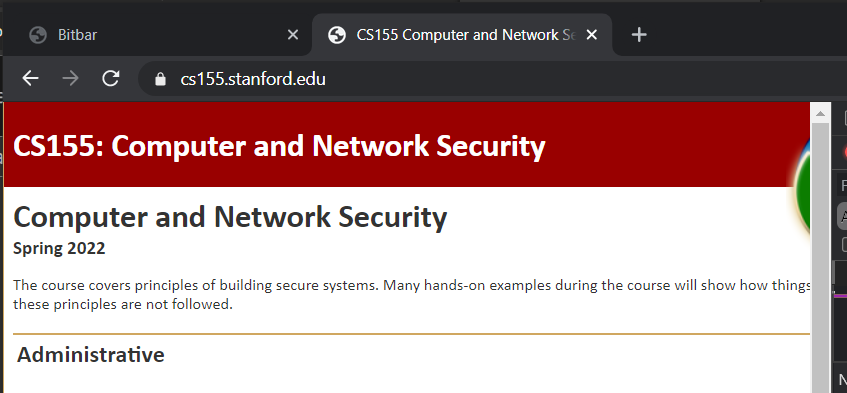 Bitbar
CS155 Computer and Network Se
cs155.stanford.edu
CS155: Computer and Network Security
Computer and Network Security
Spring 2022
The course covers principles of building secure systems. Many hands-on examples during the course will show how things
these principles are not followed.
Administrative